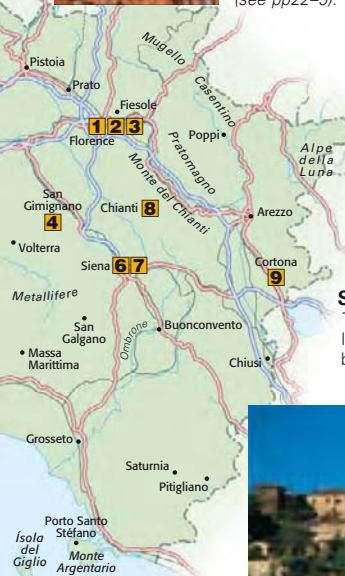 (see pp22–5).
Pistoia
Mugello
Prato
Casentino
Fiesole
1 2 3
Florence
Poppi
Pratomagno
Alpe
della
Luna
Monte del Chianti
San
Gimignano
4
Chianti 8
Arezzo
Volterra
Siena 6 7
Cortona
9
Metallifere
San
Galgano
Ombrone
Buonconvento
Massa
Marittima
Chiusi
Grosseto
Saturnia
Pitigliano
Porto Santo
Stéfano
Ísola
del
Giglio
Monte
Argentario